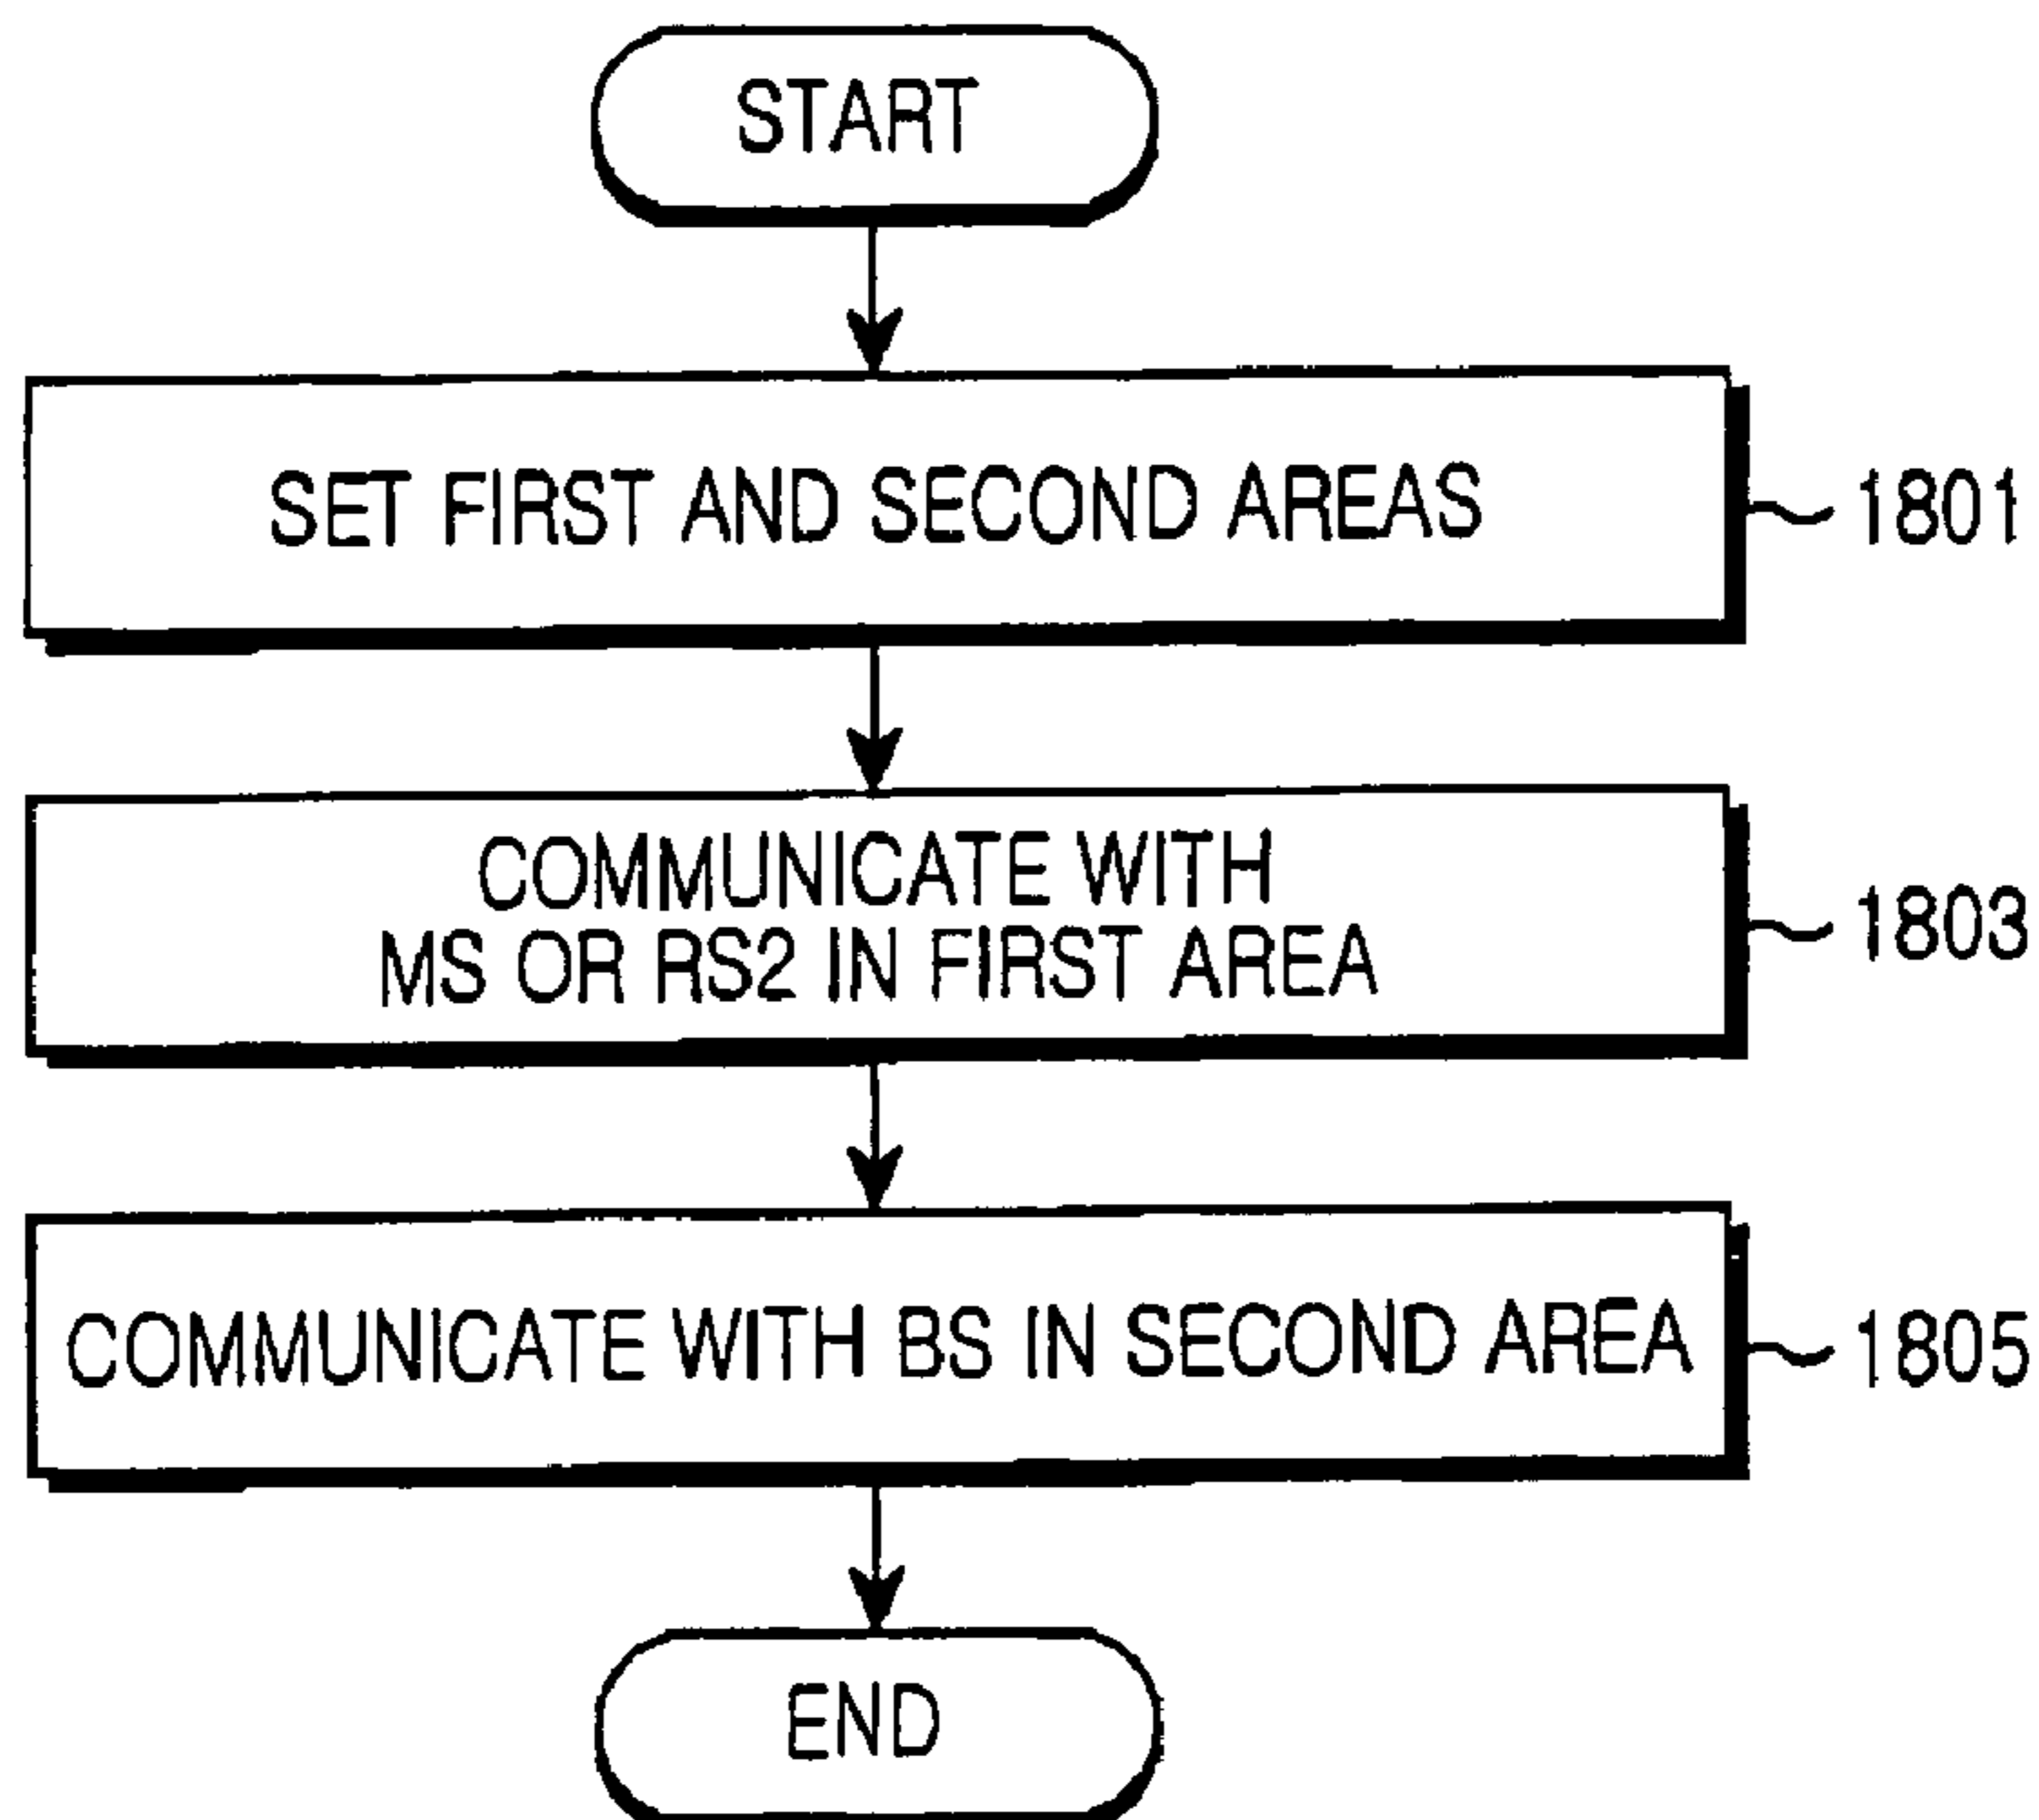 START
SET FIRST AND SECOND AREAS
1801
COMMUNICATE WITH
MS OR RS2 IN FIRST AREA
1803
COMMUNICATE WITH BS IN SECOND AREA
1805
END